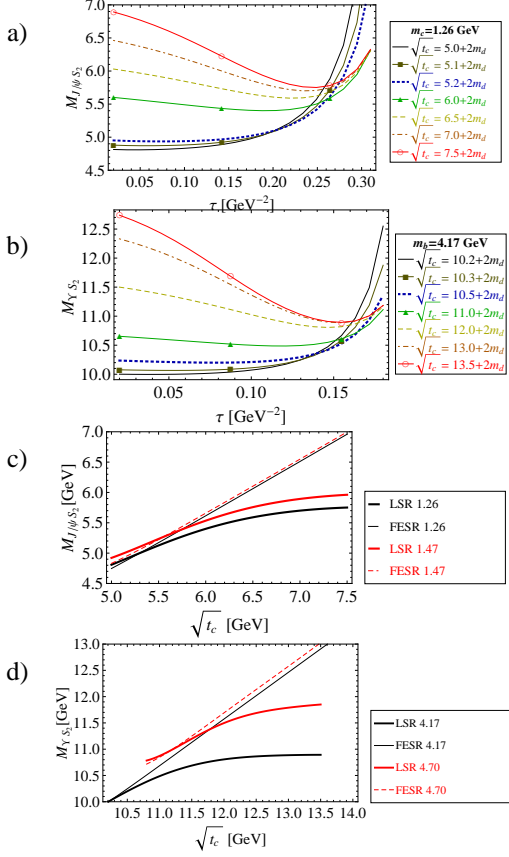 a)
M_{J/ψ S_2}
7.0
6.5
6.0
5.5
5.0
4.5
0.05 0.10 0.15 0.20 0.25 0.30
τ [GeV^{-2}]
m_c=1.26 GeV
√t_c = 5.0+2m_d
√t_c = 5.1+2m_d
√t_c = 5.2+2m_d
√t_c = 6.0+2m_d
√t_c = 6.5+2m_d
√t_c = 7.0+2m_d
√t_c = 7.5+2m_d
b)
M_{Υ S_2}
12.5
12.0
11.5
11.0
10.5
10.0
0.05 0.10 0.15
τ [GeV^{-2}]
m_b=4.17 GeV
√t_c = 10.2+2m_d
√t_c = 10.3+2m_d
√t_c = 10.5+2m_d
√t_c = 11.0+2m_d
√t_c = 12.0+2m_d
√t_c = 13.0+2m_d
√t_c = 13.5+2m_d
c)
M_{J/ψ S_2}[GeV]
7.0
6.5
6.0
5.5
5.0
4.5
5.0 5.5 6.0 6.5 7.0 7.5
√t_c [GeV]
LSR 1.26
FESR 1.26
LSR 1.47
FESR 1.47
d)
M_{Υ S_2}[GeV]
13.0
12.5
12.0
11.5
11.0
10.5
10.0
10.5 11.0 11.5 12.0 12.5 13.0 13.5 14.0
√t_c [GeV]
LSR 4.17
FESR 4.17
LSR 4.70
FESR 4.70